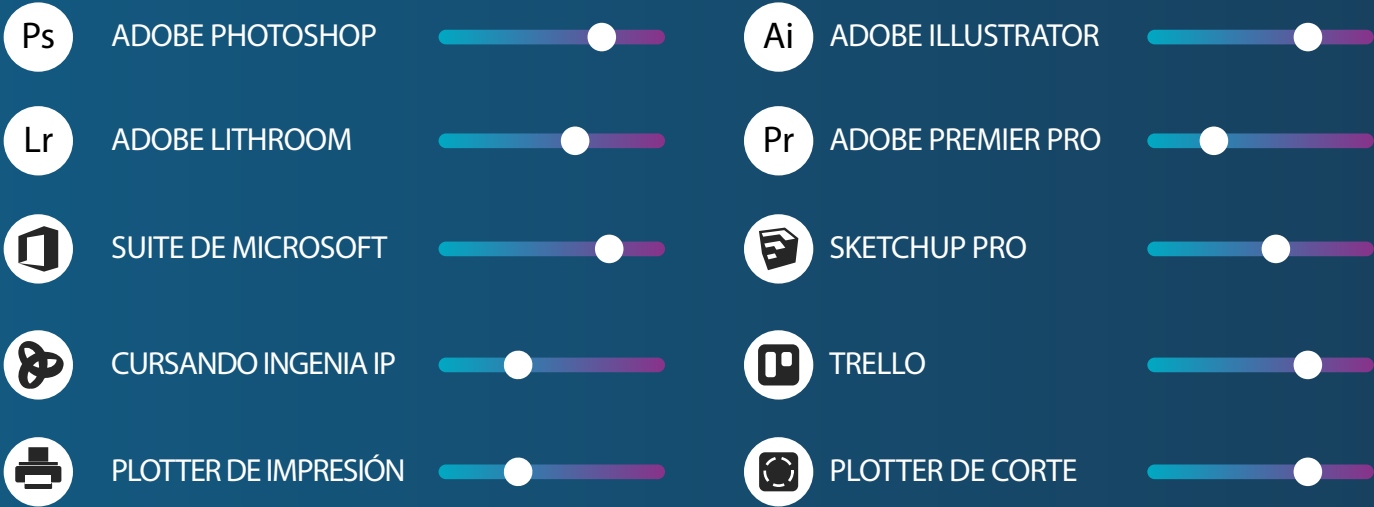 Ps ADOBE PHOTOSHOP Ai ADOBE ILLUSTRATOR
Lr ADOBE LITHROOM Pr ADOBE PREMIER PRO
SUITE DE MICROSOFT SKETCHUP PRO
CURSANDO INGENIA IP TRELLO
PLOTTER DE IMPRESIÓN PLOTTER DE CORTE